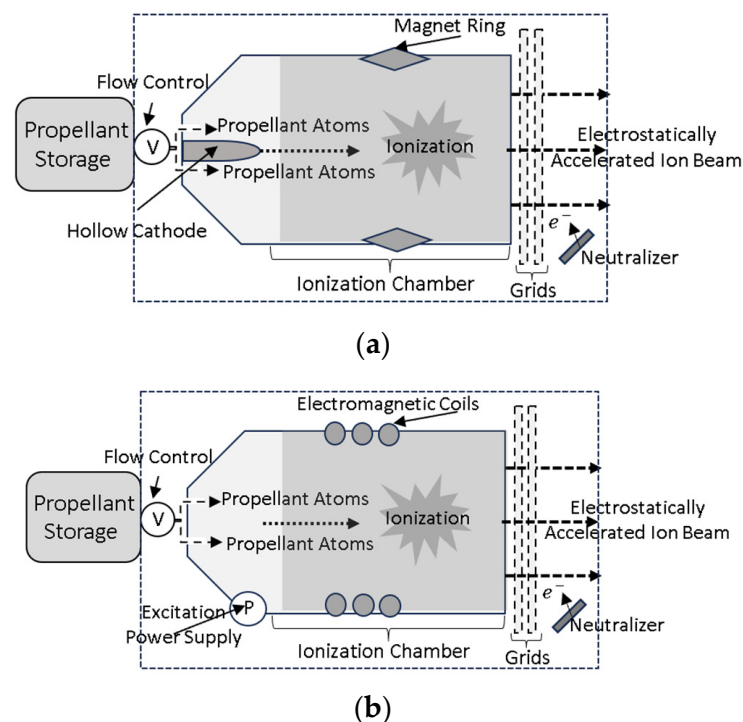 Magnet Ring
Flow Control
Propellant
Storage
V
Propellant Atoms
Propellant Atoms
Ionization
Electrostatically
Accelerated Ion Beam
Hollow Cathode
e⁻
Neutralizer
Ionization Chamber
Grids
(a)
Electromagnetic Coils
Flow Control
Propellant
Storage
V
Propellant Atoms
Propellant Atoms
Ionization
Electrostatically
Accelerated Ion Beam
Excitation
Power Supply
P
e⁻
Neutralizer
Ionization Chamber
Grids
(b)